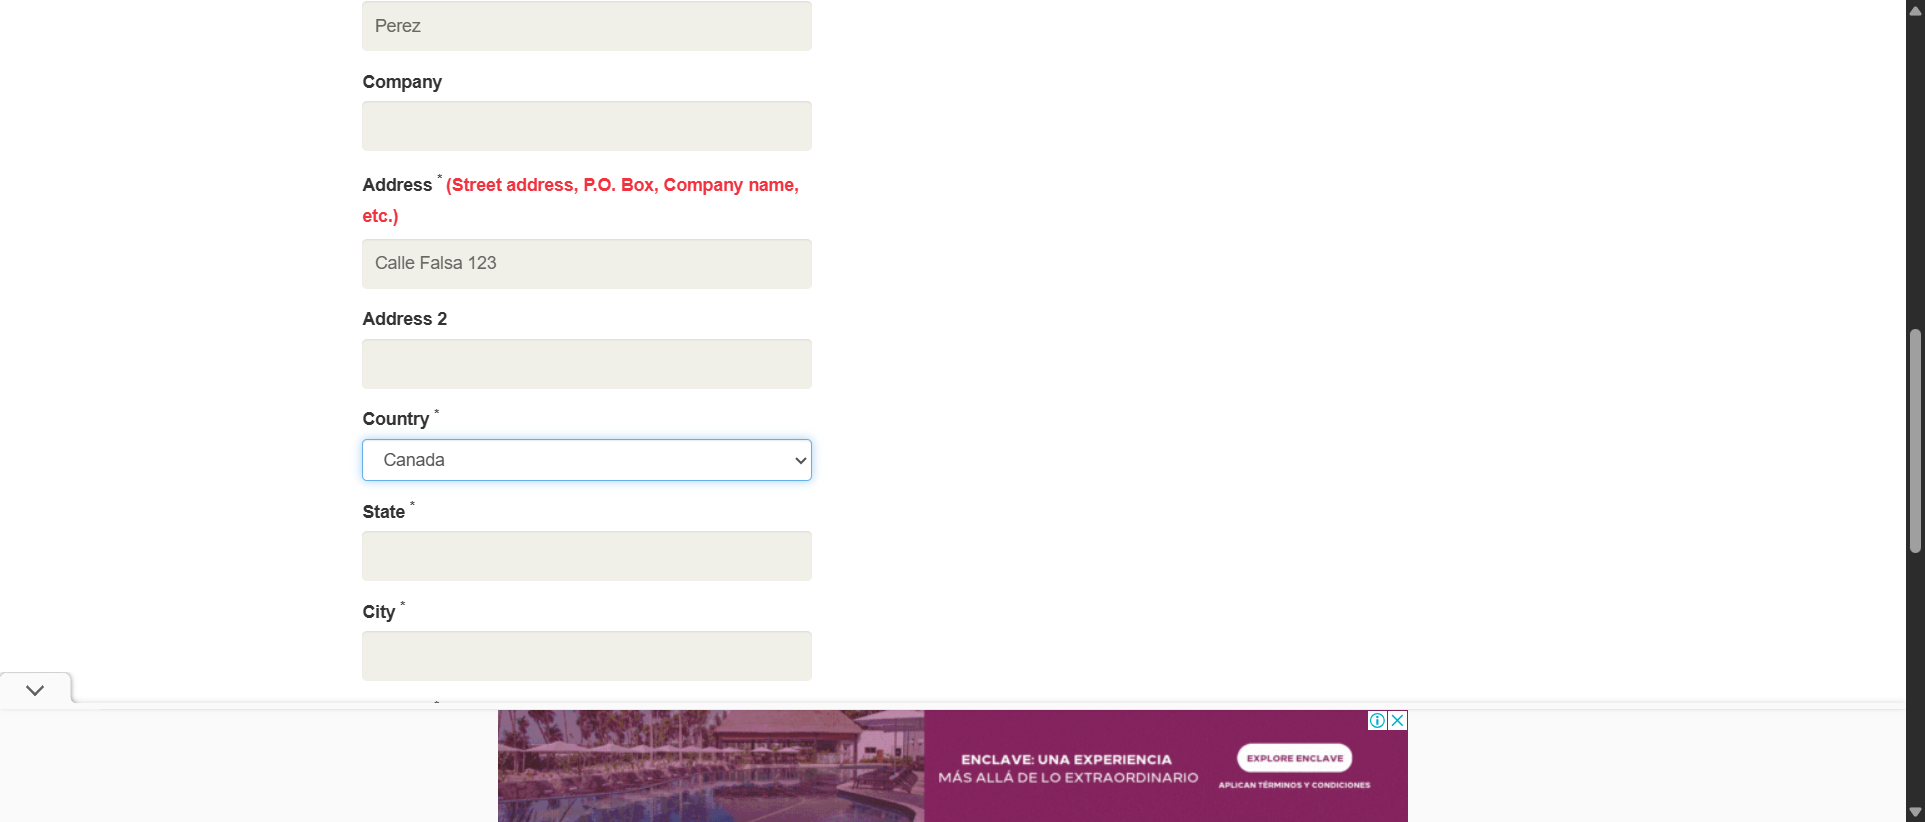 Perez
Company
Address * (Street address, P.O. Box, Company name,
etc.)
Calle Falsa 123
Address 2
Country *
Canada
State *
City *
*
ENCLAVE: UNA EXPERIENCIA
MÁS ALLÁ DE LO EXTRAORDINARIO
EXPLORE ENCLAVE
APLICAN TÉRMINOS Y CONDICIONES